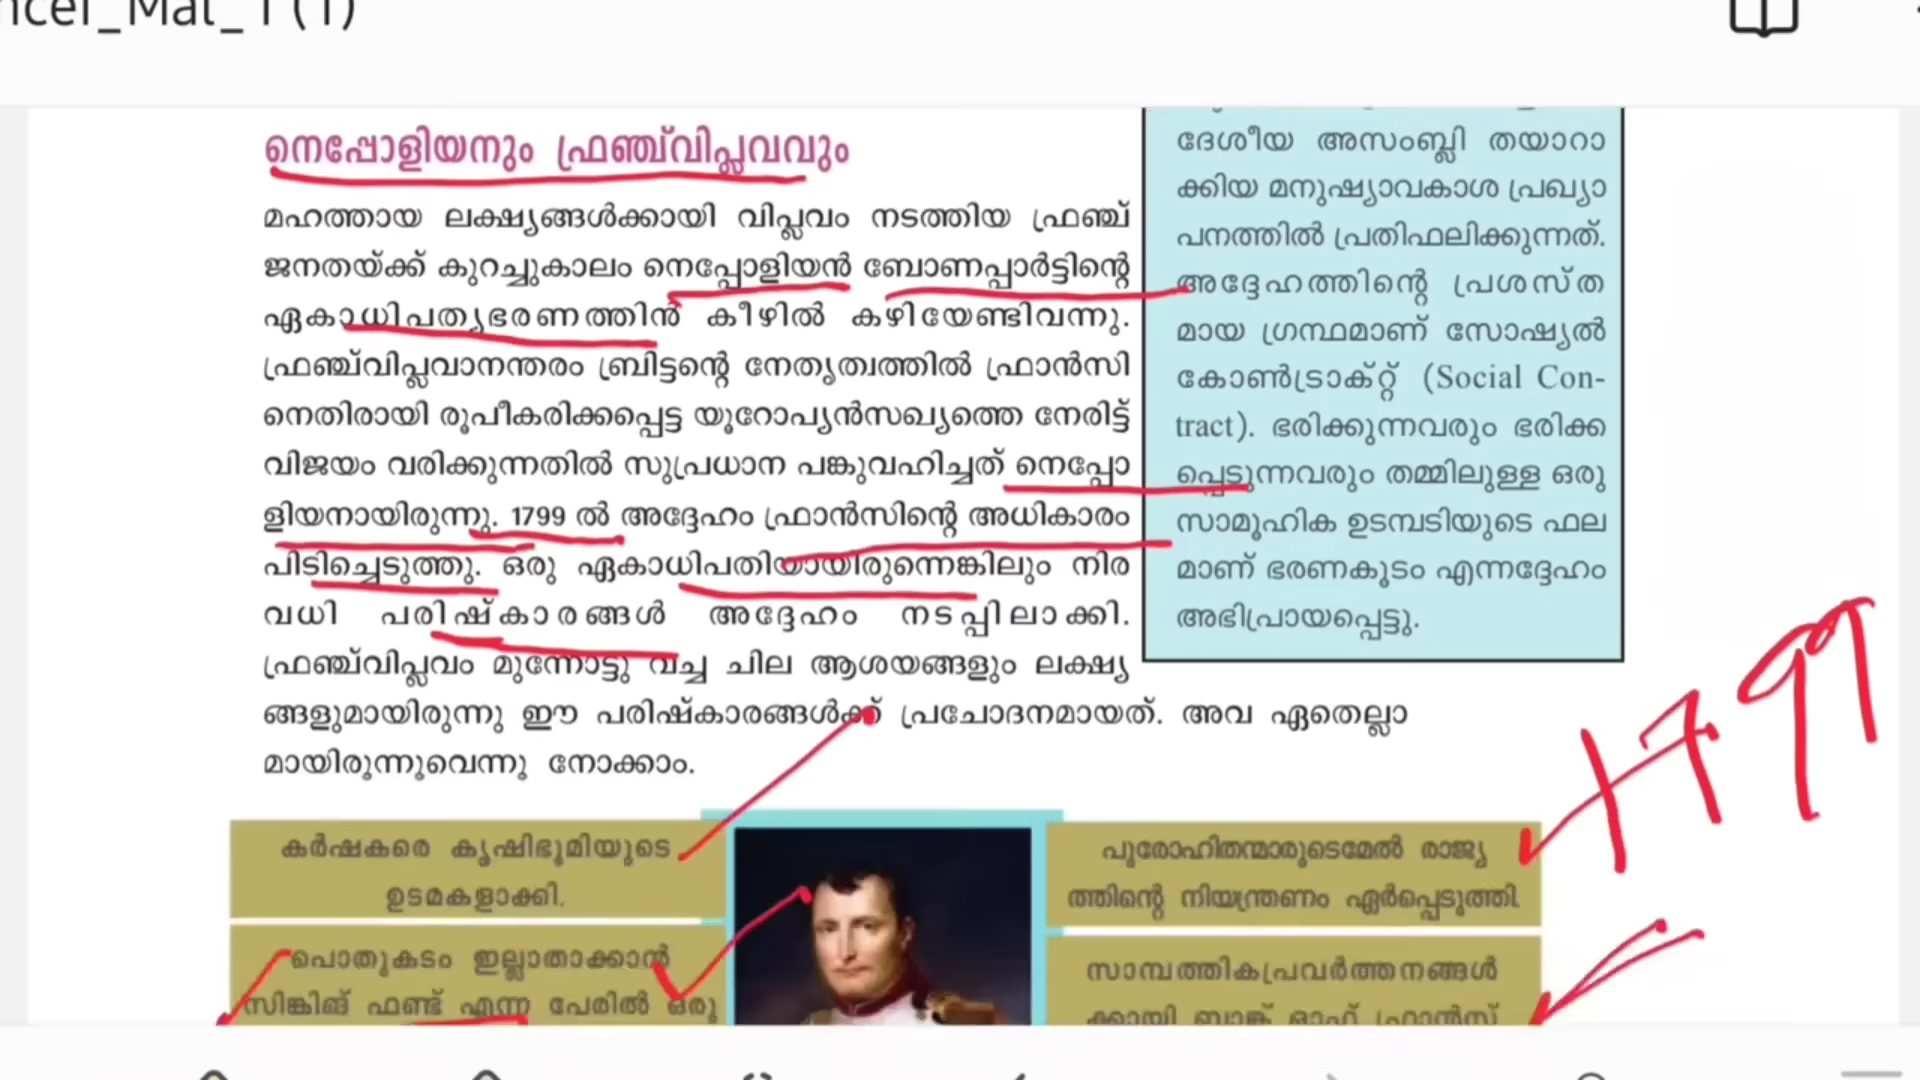 നെപ്പോളിയനും ഫ്രഞ്ച്‌വിപ്ലവവും
മഹത്തായ ലക്ഷ്യങ്ങൾക്കായി വിപ്ലവം നടത്തിയ ഫ്രഞ്ച്
ജനതയ്ക്ക് കുറച്ചുകാലം നെപ്പോളിയൻ ബോണപ്പാർട്ടിന്റെ
ഏകാധിപത്യഭരണത്തിൻ കീഴിൽ കഴിയേണ്ടിവന്നു.
ഫ്രഞ്ച്‌വിപ്ലവാനന്തരം ബ്രിട്ടന്റെ നേതൃത്വത്തിൽ ഫ്രാൻസി
നെതിരായി രൂപീകരിക്കപ്പെട്ട യൂറോപ്യൻസഖ്യത്തെ നേരിട്ട്
വിജയം വരിക്കുന്നതിൽ സുപ്രധാന പങ്കുവഹിച്ചത് നെപ്പോ
ളിയനായിരുന്നു. 1799 ൽ അദ്ദേഹം ഫ്രാൻസിന്റെ അധികാരം
പിടിച്ചെടുത്തു. ഒരു ഏകാധിപതിയായിരുന്നെങ്കിലും നിര
വധി പരിഷ്കാരങ്ങൾ അദ്ദേഹം നടപ്പിലാക്കി.
ഫ്രഞ്ച്‌വിപ്ലവം മുന്നോട്ടു വച്ച ചില ആശയങ്ങളും ലക്ഷ്യ
ങ്ങളുമായിരുന്നു ഈ പരിഷ്കാരങ്ങൾക്ക് പ്രചോദനമായത്. അവ ഏതെല്ലാ
മായിരുന്നുവെന്നു നോക്കാം.
ദേശീയ അസംബ്ലി തയാറാ
ക്കിയ മനുഷ്യാവകാശ പ്രഖ്യാ
പനത്തിൽ പ്രതിഫലിക്കുന്നത്.
അദ്ദേഹത്തിന്റെ പ്രശസ്ത
മായ ഗ്രന്ഥമാണ് സോഷ്യൽ
കോൺട്രാക്റ്റ് (Social Con-
tract). ഭരിക്കുന്നവരും ഭരിക്ക
പ്പെടുന്നവരും തമ്മിലുള്ള ഒരു
സാമൂഹിക ഉടമ്പടിയുടെ ഫല
മാണ് ഭരണകൂടം എന്നദ്ദേഹം
അഭിപ്രായപ്പെട്ടു.
1799
കർഷകരെ കൃഷിഭൂമിയുടെ
ഉടമകളാക്കി.
പൊതുകടം ഇല്ലാതാക്കാൻ
സിങ്കിങ് ഫണ്ട് എന്ന പേരിൽ ഒരു
പുരോഹിതന്മാരുടെമേൽ രാജ്യ
ത്തിന്റെ നിയന്ത്രണം ഏർപ്പെടുത്തി.
സാമ്പത്തികപ്രവർത്തനങ്ങൾ
ക്കായി ബാങ്ക് ഓഫ് ഫ്രാൻസ്